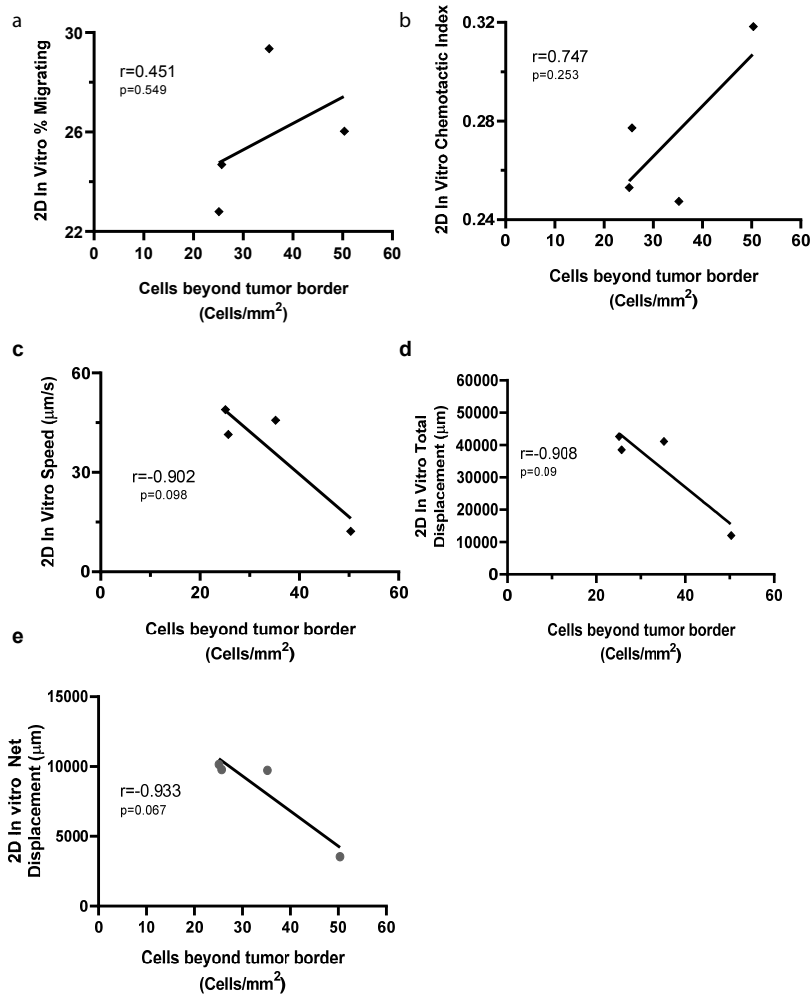 a
30
26
22
2D In Vitro % Migrating
r=0.451
p=0.549
0 10 20 30 40 50 60
Cells beyond tumor border
(Cells/mm2)
b
0.32
0.28
0.24
2D In Vitro Chemotactic Index
r=0.747
p=0.253
0 10 20 30 40 50 60
Cells beyond tumor border
(Cells/mm2)
c
60
30
0
2D In Vitro Speed (μm/s)
r=-0.902
p=0.098
0 20 40 60
Cells beyond tumor border
(Cells/mm2)
d
60000
50000
40000
30000
20000
10000
0
2D In Vitro Total
Displacement (μm)
r=-0.908
p=0.09
0 20 40 60
Cells beyond tumor border
(Cells/mm2)
e
15000
10000
5000
0
2D In vitro Net
Displacement (μm)
r=-0.933
p=0.067
0 10 20 30 40 50 60
Cells beyond tumor border
(Cells/mm2)